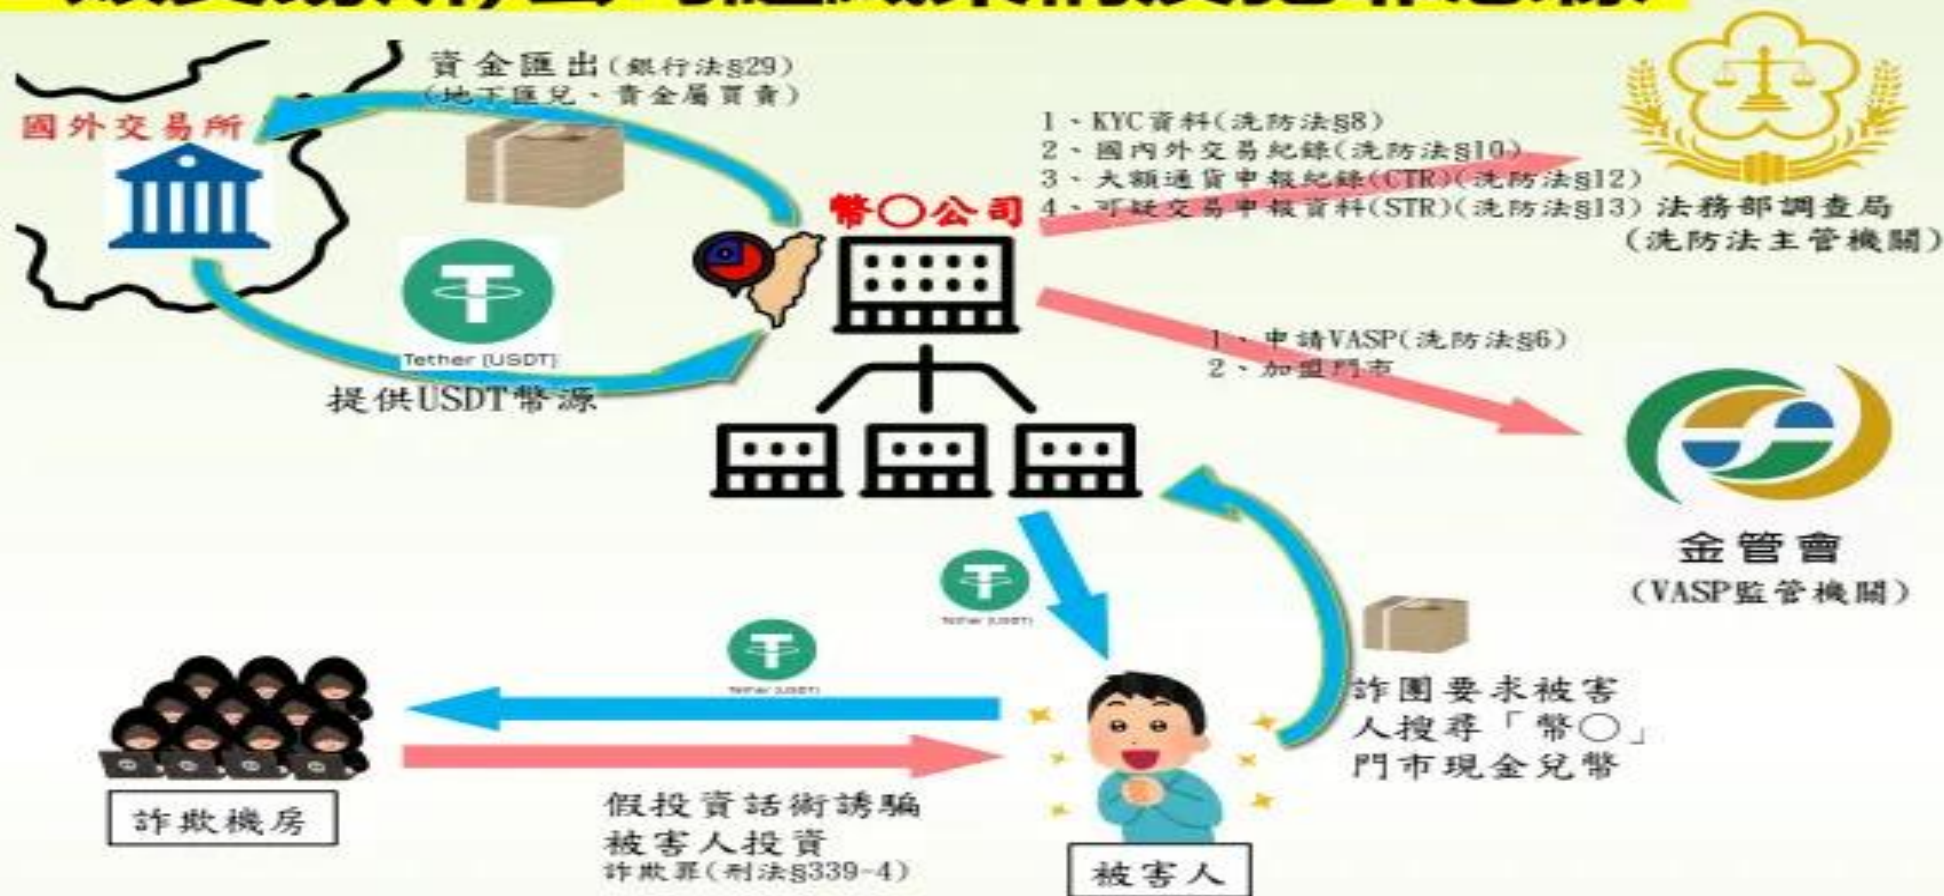 資金匯出(銀行法§29)
(地下匯兌、貴金屬買賣)
國外交易所
1、KYC資料(洗防法§8)
2、國內外交易紀錄(洗防法§10)
3、大額通貨申報紀錄(CTR)(洗防法§12)
4、可疑交易申報資料(STR)(洗防法§13)
幣〇公司
法務部調查局
(洗防法主管機關)
Tether (USDT)
提供USDT幣源
1、申請VASP(洗防法§6)
2、加盟門市
金管會
(VASP監管機關)
Tether (USDT)
Tether (USDT)
詐團要求被害
人搜尋「幣〇」
門市現金兌幣
詐欺機房
假投資話術誘騙
被害人投資
詐欺罪(刑法§339-4)
被害人